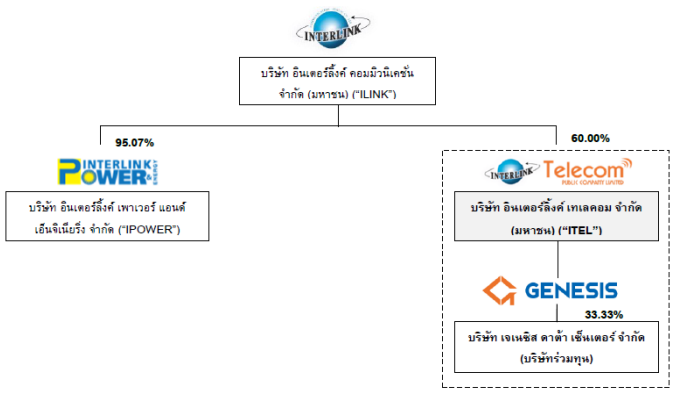 INTERLINK
บริษัท อินเตอร์ลิ้งค์ คอมมิวนิเคชั่น
จำกัด (มหาชน) (“ILINK”)
95.07%
60.00%
INTERLINK
POWER & ENERGY
INTERLINK Telecom
PUBLIC COMPANY LIMITED
บริษัท อินเตอร์ลิ้งค์ เพาเวอร์ แอนด์
เอ็นจิเนียริ่ง จำกัด (“IPOWER”)
บริษัท อินเตอร์ลิ้งค์ เทเลคอม จำกัด
(มหาชน) (“ITEL”)
GENESIS
33.33%
บริษัท เจเนซิส ดาต้า เซ็นเตอร์ จำกัด
(บริษัทร่วมทุน)